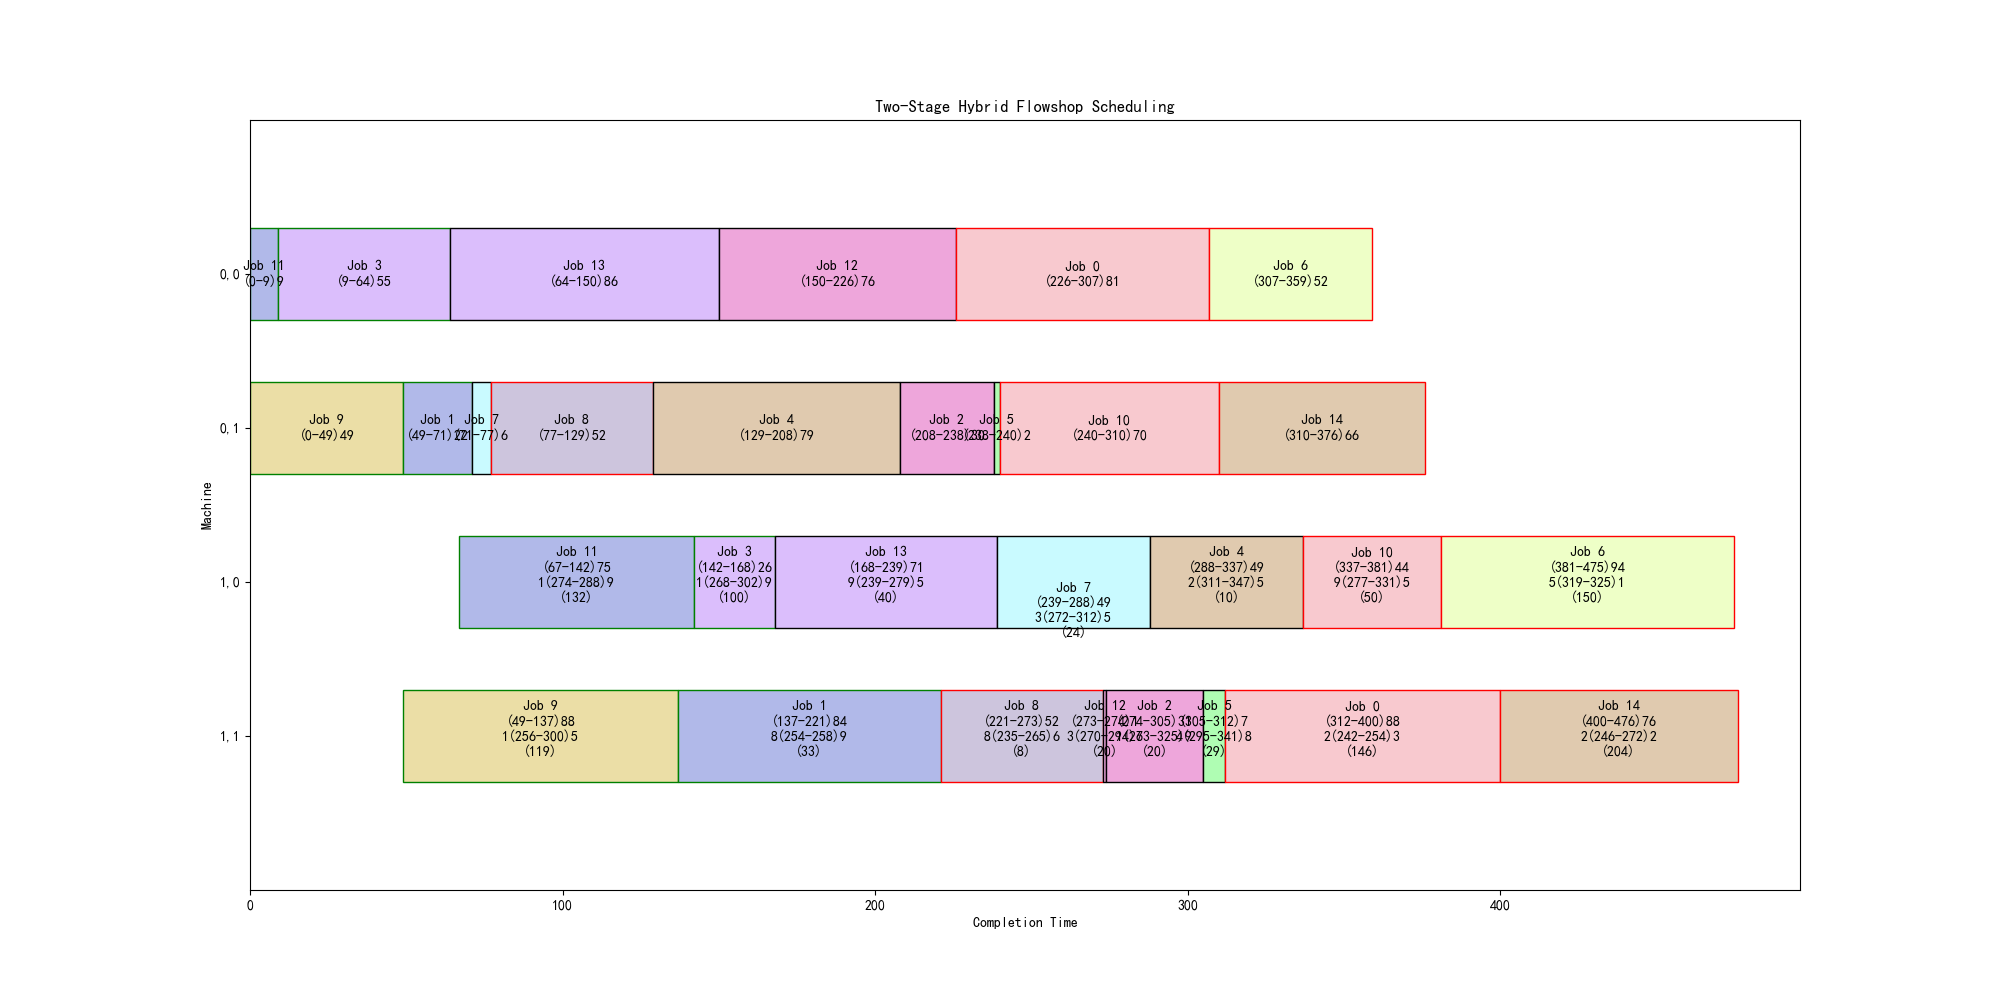 Two-Stage Hybrid Flowshop Scheduling
Machine
0,0
Job 11
(0-9)9
Job 3
(9-64)55
Job 13
(64-150)86
Job 12
(150-226)76
Job 0
(226-307)81
Job 6
(307-359)52
0,1
Job 9
(0-49)49
Job 1
(49-71)22
Job 7
(71-77)6
Job 8
(77-129)52
Job 4
(129-208)79
Job 2
(208-238)30
Job 5
(238-240)2
Job 10
(240-310)70
Job 14
(310-376)66
1,0
Job 11
(67-142)75
1(274-288)9
(132)
Job 3
(142-168)26
1(268-302)9
(100)
Job 13
(168-239)71
9(239-279)5
(40)
Job 7
(239-288)49
3(272-312)5
(24)
Job 4
(288-337)49
2(311-347)5
(10)
Job 10
(337-381)44
9(277-331)5
(50)
Job 6
(381-475)94
5(319-325)1
(150)
1,1
Job 9
(49-137)88
1(256-300)5
(119)
Job 1
(137-221)84
8(254-258)9
(33)
Job 8
(221-273)52
8(235-265)6
(8)
Job 12
(273-274)1
(20)
Job 2
(274-305)31
(20)
Job 5
(305-312)7
(29)
Job 0
(312-400)88
2(242-254)3
(146)
Job 14
(400-476)76
2(246-272)2
(204)
0
100
200
300
400
Completion Time